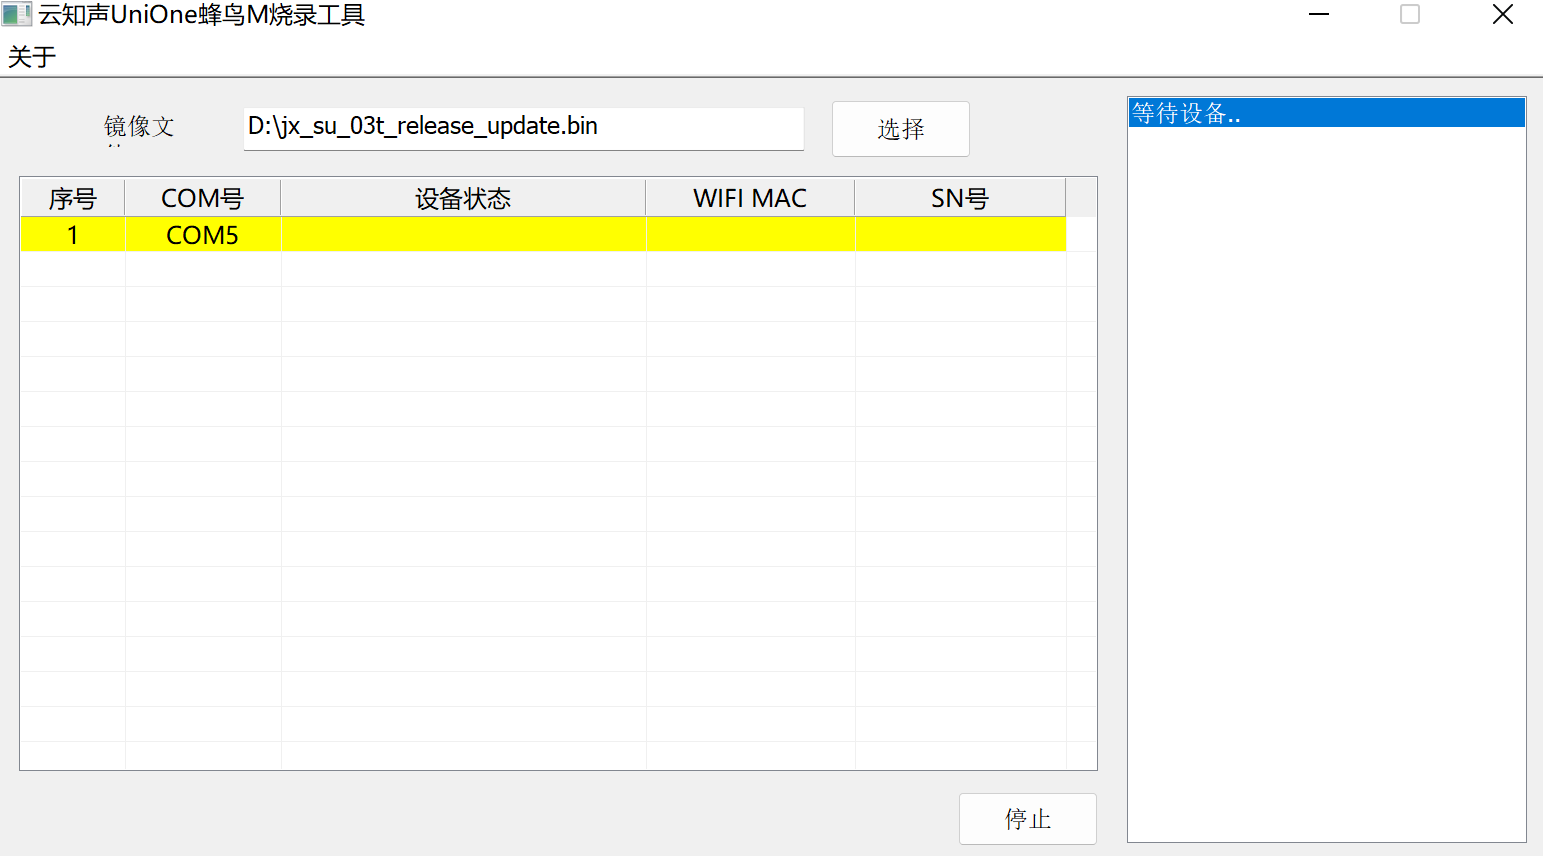 云知声UniOne蜂鸟M烧录工具
关于
镜像文
D:\jx_su_03t_release_update.bin
选择
等待设备..
序号 COM号 设备状态 WIFI MAC SN号
1 COM5
停止